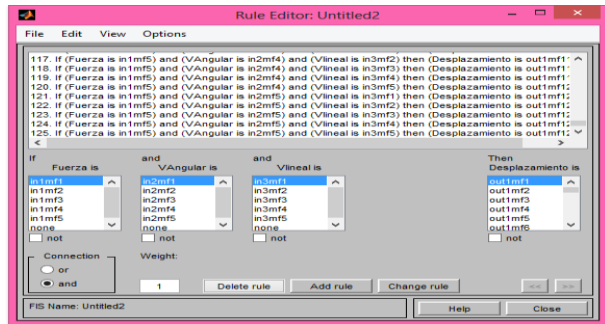 Rule Editor: Untitled2
File Edit View Options
117. If (Fuerza is in1mf5) and (VAngular is in2mf4) and (Vlineal is in3mf2) then (Desplazamiento is out1mf1
118. If (Fuerza is in1mf5) and (VAngular is in2mf4) and (Vlineal is in3mf3) then (Desplazamiento is out1mf1
119. If (Fuerza is in1mf5) and (VAngular is in2mf4) and (Vlineal is in3mf4) then (Desplazamiento is out1mf1
120. If (Fuerza is in1mf5) and (VAngular is in2mf4) and (Vlineal is in3mf5) then (Desplazamiento is out1mf12
121. If (Fuerza is in1mf5) and (VAngular is in2mf5) and (Vlineal is in3mf1) then (Desplazamiento is out1mf12
122. If (Fuerza is in1mf5) and (VAngular is in2mf5) and (Vlineal is in3mf2) then (Desplazamiento is out1mf12
123. If (Fuerza is in1mf5) and (VAngular is in2mf5) and (Vlineal is in3mf3) then (Desplazamiento is out1mf12
124. If (Fuerza is in1mf5) and (VAngular is in2mf5) and (Vlineal is in3mf4) then (Desplazamiento is out1mf12
125. If (Fuerza is in1mf5) and (VAngular is in2mf5) and (Vlineal is in3mf5) then (Desplazamiento is out1mf12
If and and Then
Fuerza is VAngular is Vlineal is Desplazamiento is
in1mf1 in2mf1 in3mf1 out1mf1
in1mf2 in2mf2 in3mf2 out1mf2
in1mf3 in2mf3 in3mf3 out1mf3
in1mf4 in2mf4 in3mf4 out1mf4
in1mf5 in2mf5 in3mf5 out1mf5
none none none out1mf6
not not not not
Connection Weight:
or
and 1 Delete rule Add rule Change rule << >>
FIS Name: Untitled2 Help Close